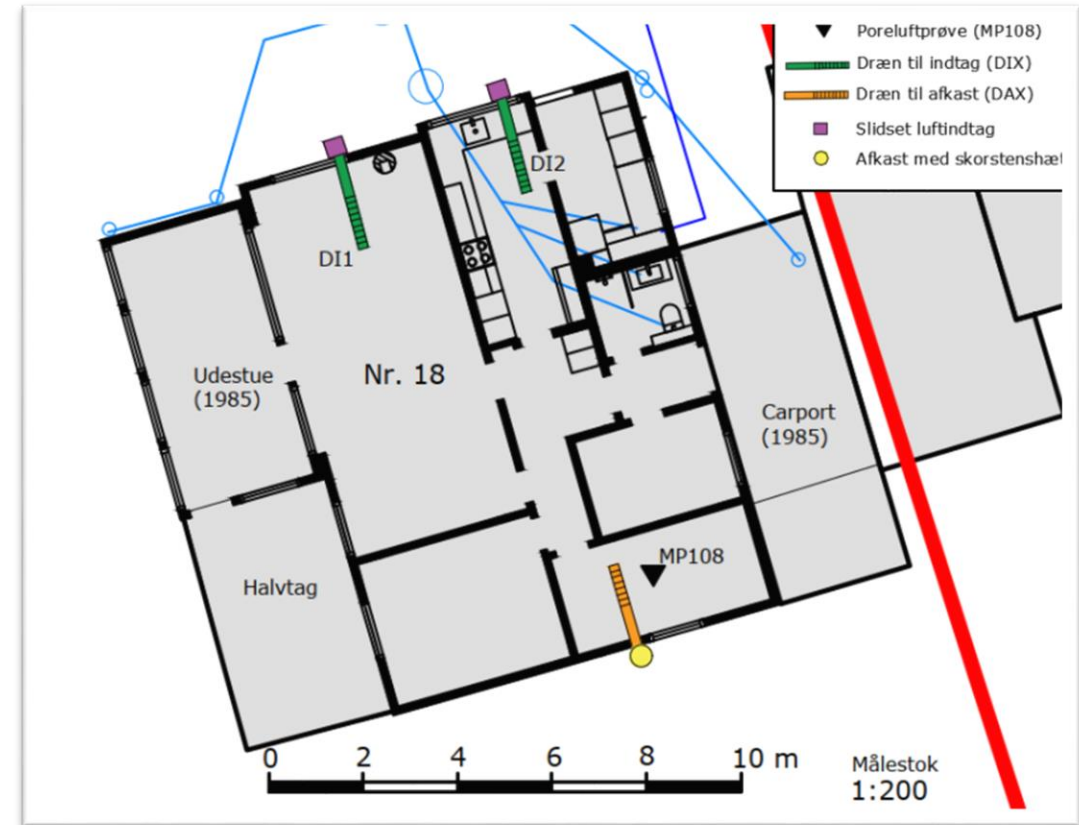 Poreluftprøve (MP108)
Dræn til indtag (DIX)
Dræn til afkast (DAX)
Slidset luftindtag
Afkast med skorstenshæt
DI2
DI1
Udestue
(1985)
Nr. 18
Carport
(1985)
MP108
Halvtag
0 2 4 6 8 10 m
Målestok
1:200